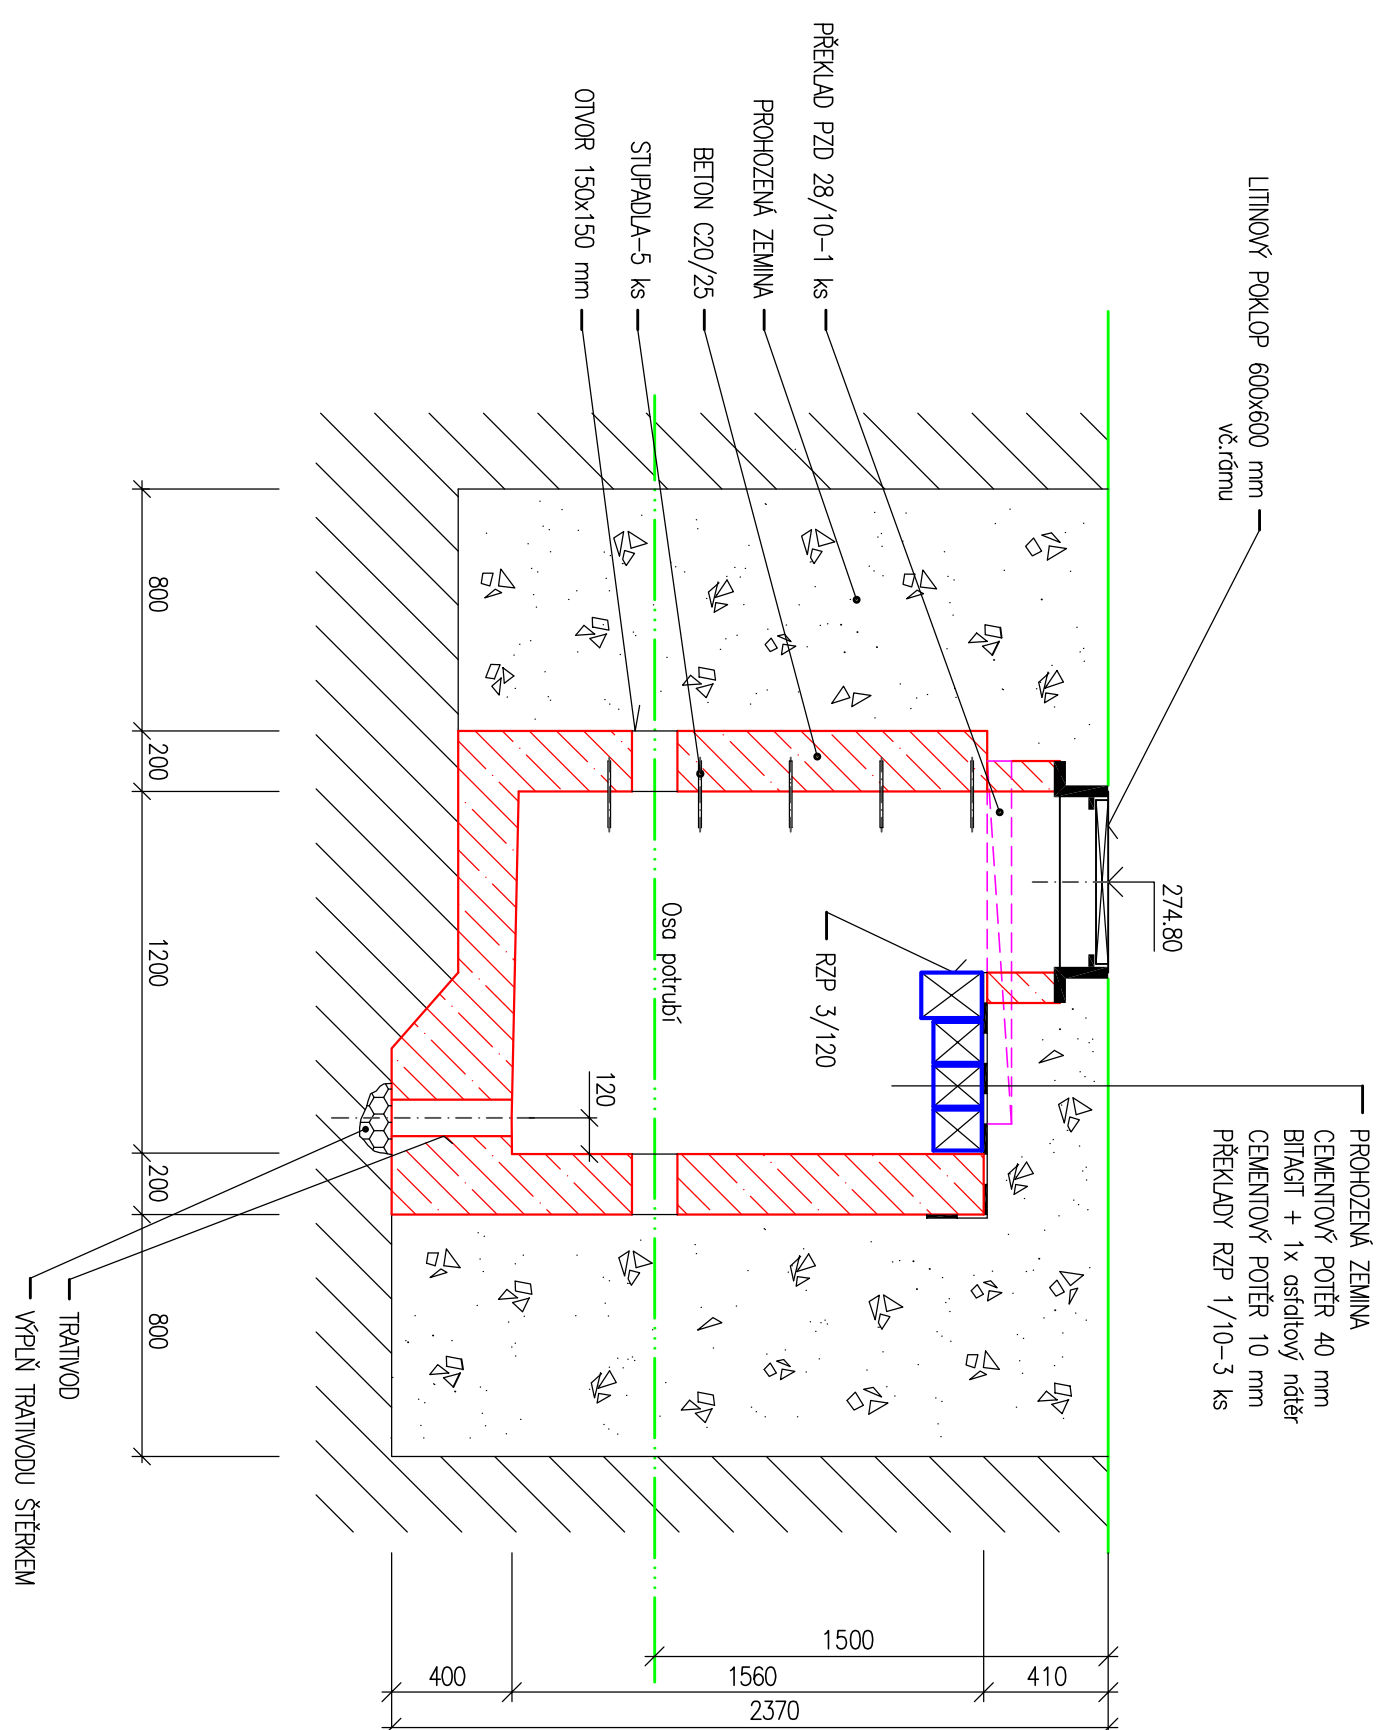 LITINOVÝ POKLOP 600x600 mm
vč.rámu
274.80
PROHOZENÁ ZEMINA
CEMENTOVÝ POTĚR 40 mm
BITAGIT + 1x asfaltový nátěr
CEMENTOVÝ POTĚR 10 mm
PŘEKLADY RZP 1/10-3 ks
PŘEKLAD PZD 28/10-1 ks
PROHOZENÁ ZEMINA
BETON C20/25
STUPADLA-5 ks
OTVOR 150x150 mm
RZP 3/120
Osa potrubí
120
410
1500
1560
400
2370
800
200
1200
200
800
TRATIVOD
VÝPLŇ TRATIVODU ŠTĚRKEM